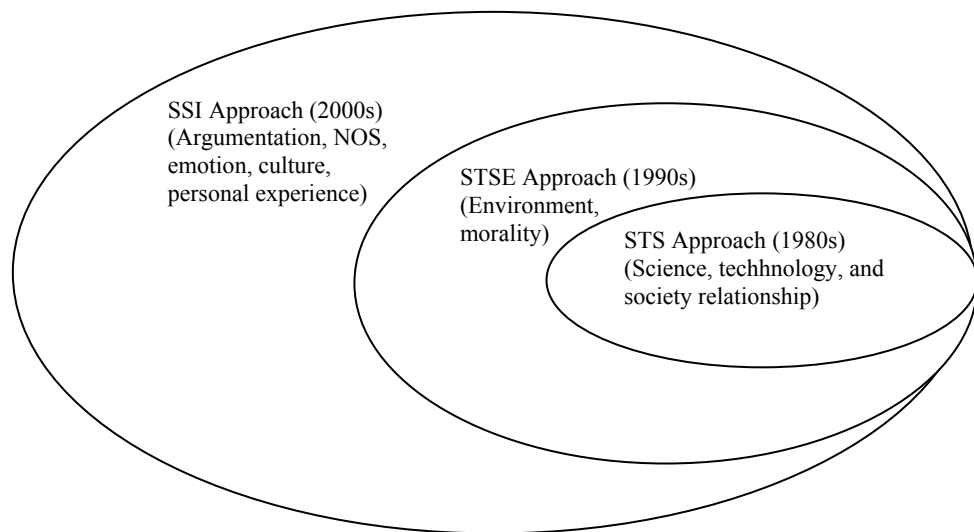 SSI Approach (2000s)
(Argumentation, NOS,
emotion, culture,
personal experience)
STSE Approach (1990s)
(Environment,
morality)
STS Approach (1980s)
(Science, techhnology, and
society relationship)